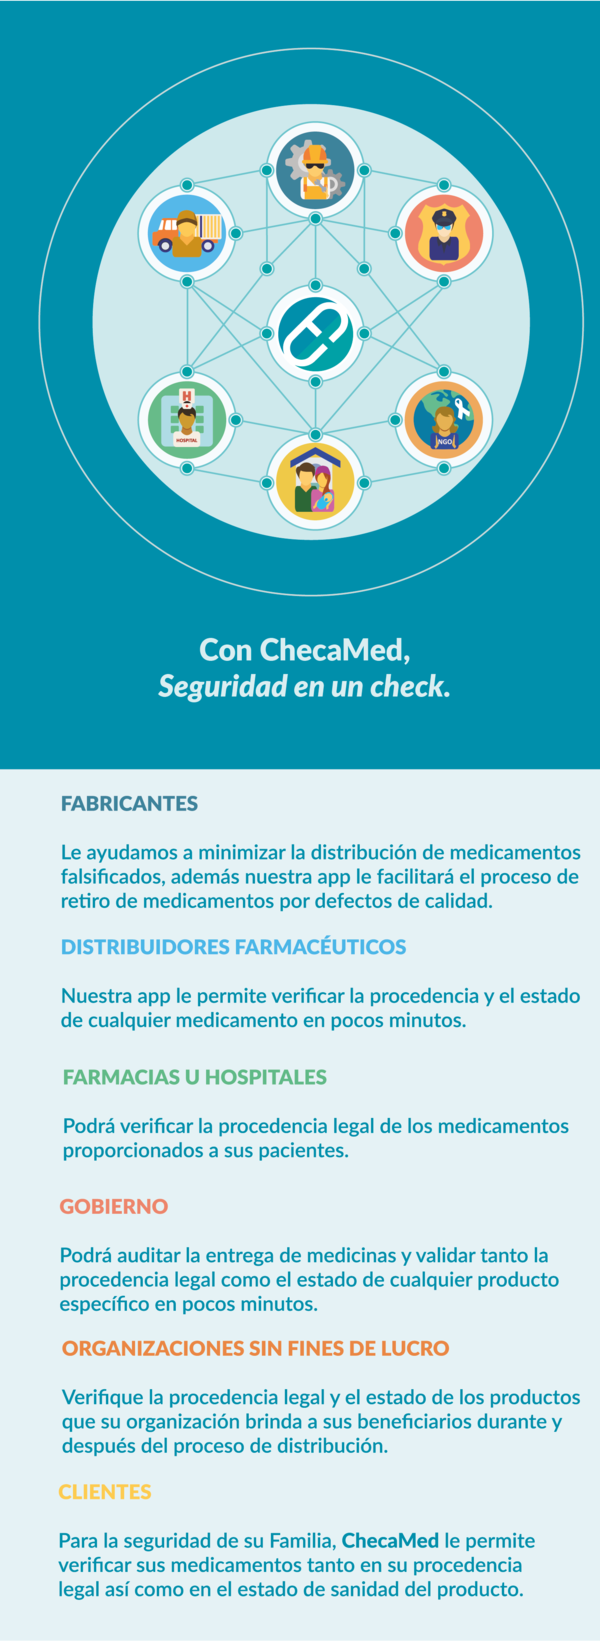 H
HOSPITAL
NGO
Con ChecaMed,
Seguridad en un check.
FABRICANTES
Le ayudamos a minimizar la distribución de medicamentos
falsificados, además nuestra app le facilitará el proceso de
retiro de medicamentos por defectos de calidad.
DISTRIBUIDORES FARMACÉUTICOS
Nuestra app le permite verificar la procedencia y el estado
de cualquier medicamento en pocos minutos.
FARMACIAS U HOSPITALES
Podrá verificar la procedencia legal de los medicamentos
proporcionados a sus pacientes.
GOBIERNO
Podrá auditar la entrega de medicinas y validar tanto la
procedencia legal como el estado de cualquier producto
específico en pocos minutos.
ORGANIZACIONES SIN FINES DE LUCRO
Verifique la procedencia legal y el estado de los productos
que su organización brinda a sus beneficiarios durante y
después del proceso de distribución.
CLIENTES
Para la seguridad de su Familia, ChecaMed le permite
verificar sus medicamentos tanto en su procedencia
legal así como en el estado de sanidad del producto.